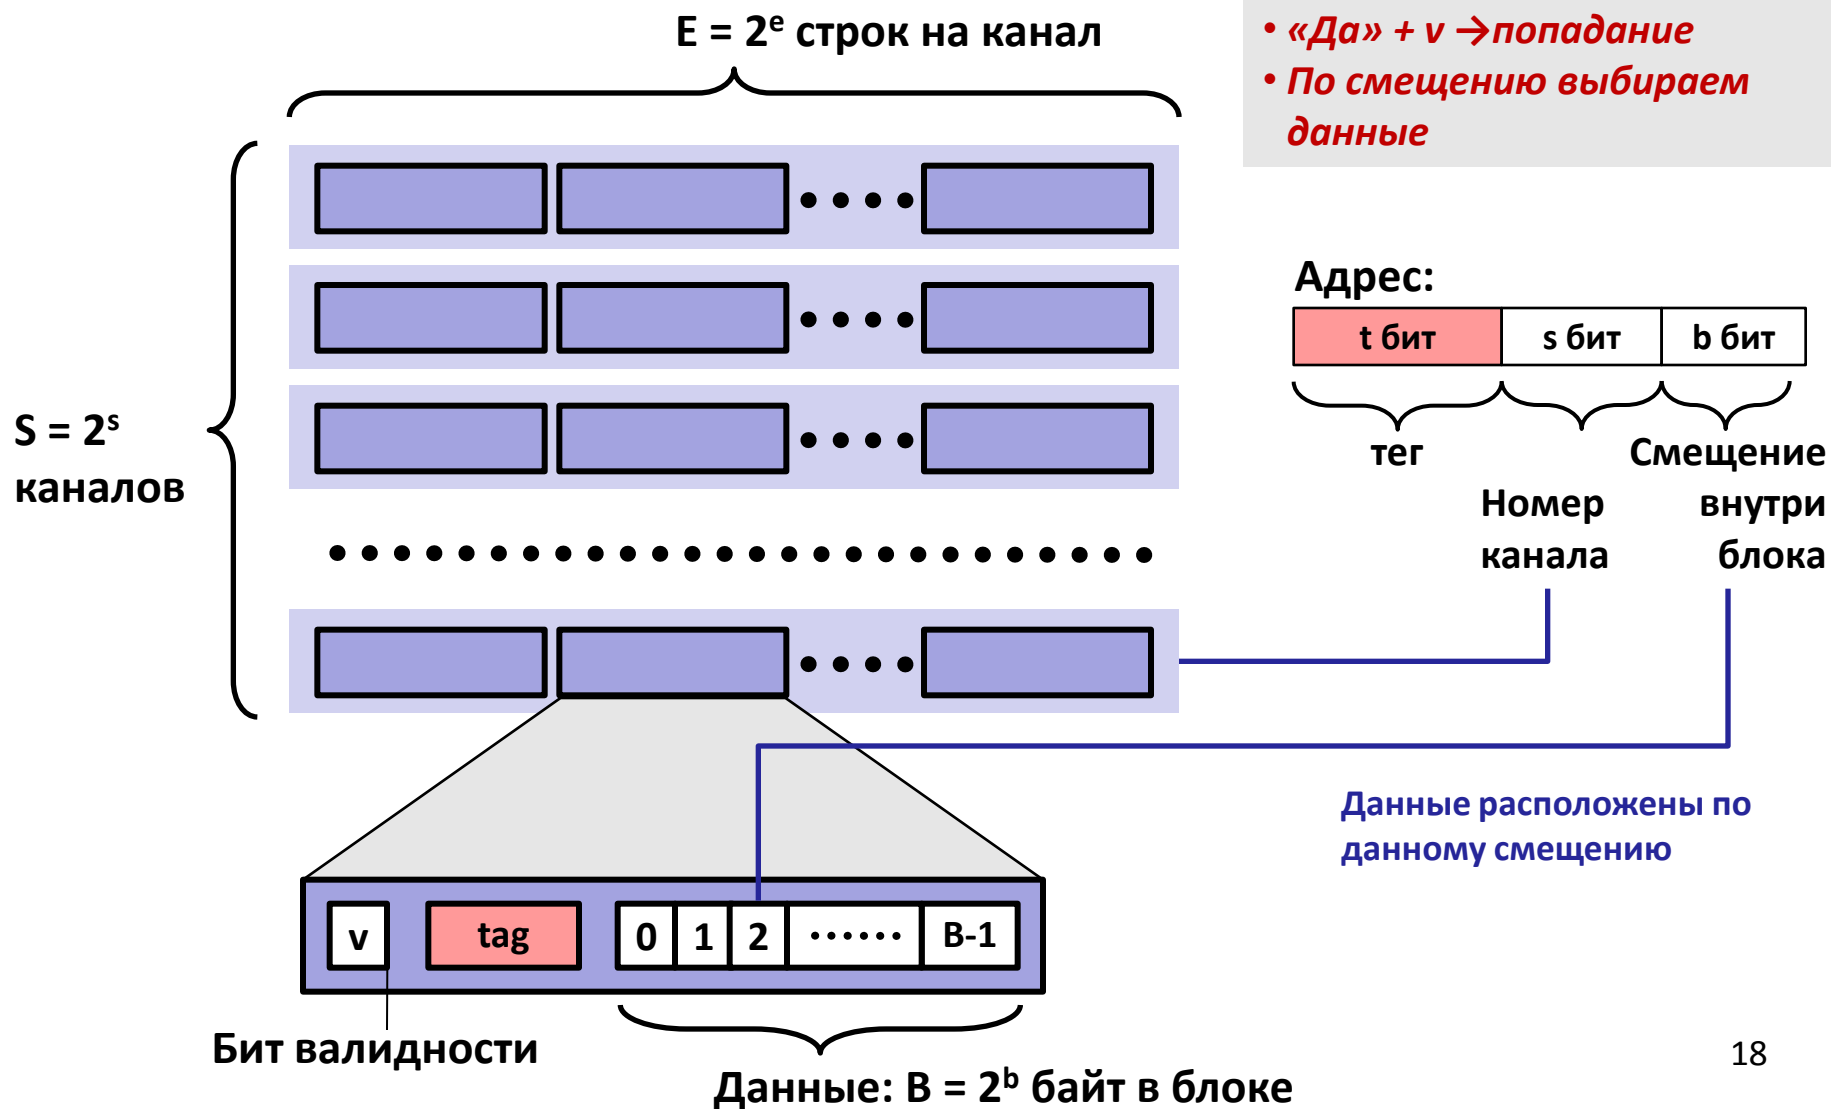 E = 2ᵉ строк на канал
• «Да» + v →попадание
• По смещению выбираем
данные
Адрес:
t бит s бит b бит
S = 2ˢ
каналов
тег
Номер
канала
Смещение
внутри
блока
Данные расположены по
данному смещению
v tag 0 1 2 •••••• B-1
Бит валидности
Данные: B = 2ᵇ байт в блоке
18